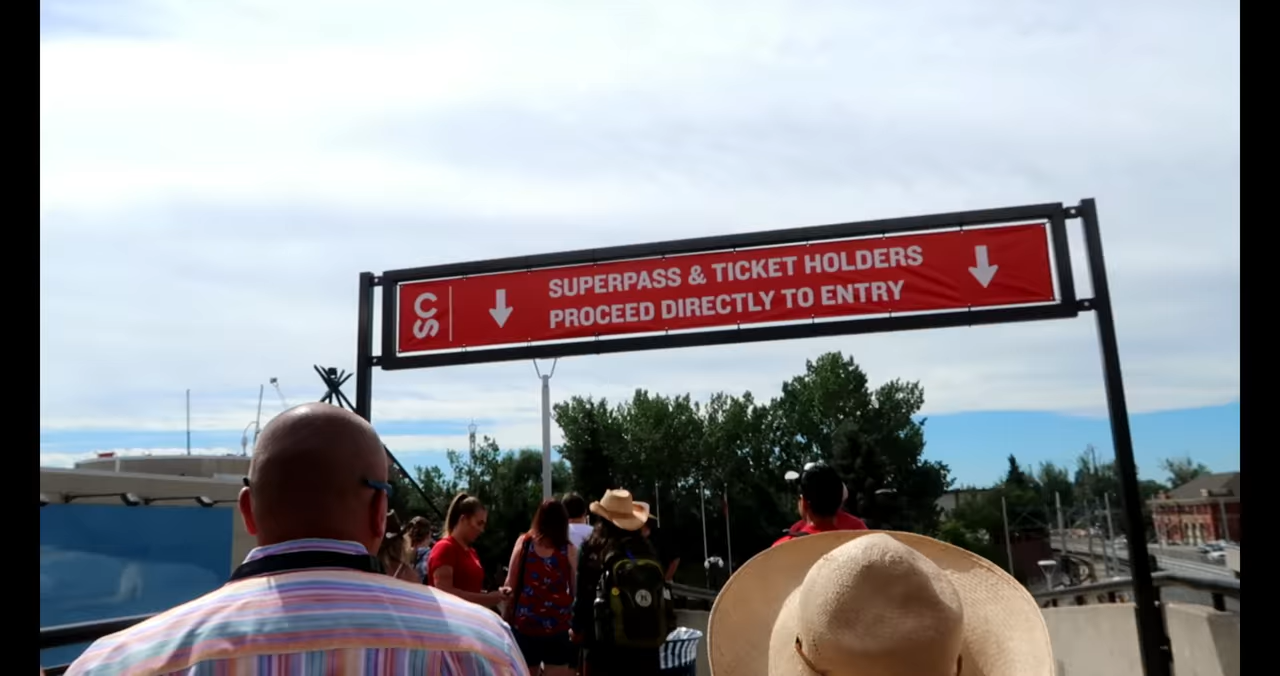 CS
SUPERPASS & TICKET HOLDERS
PROCEED DIRECTLY TO ENTRY